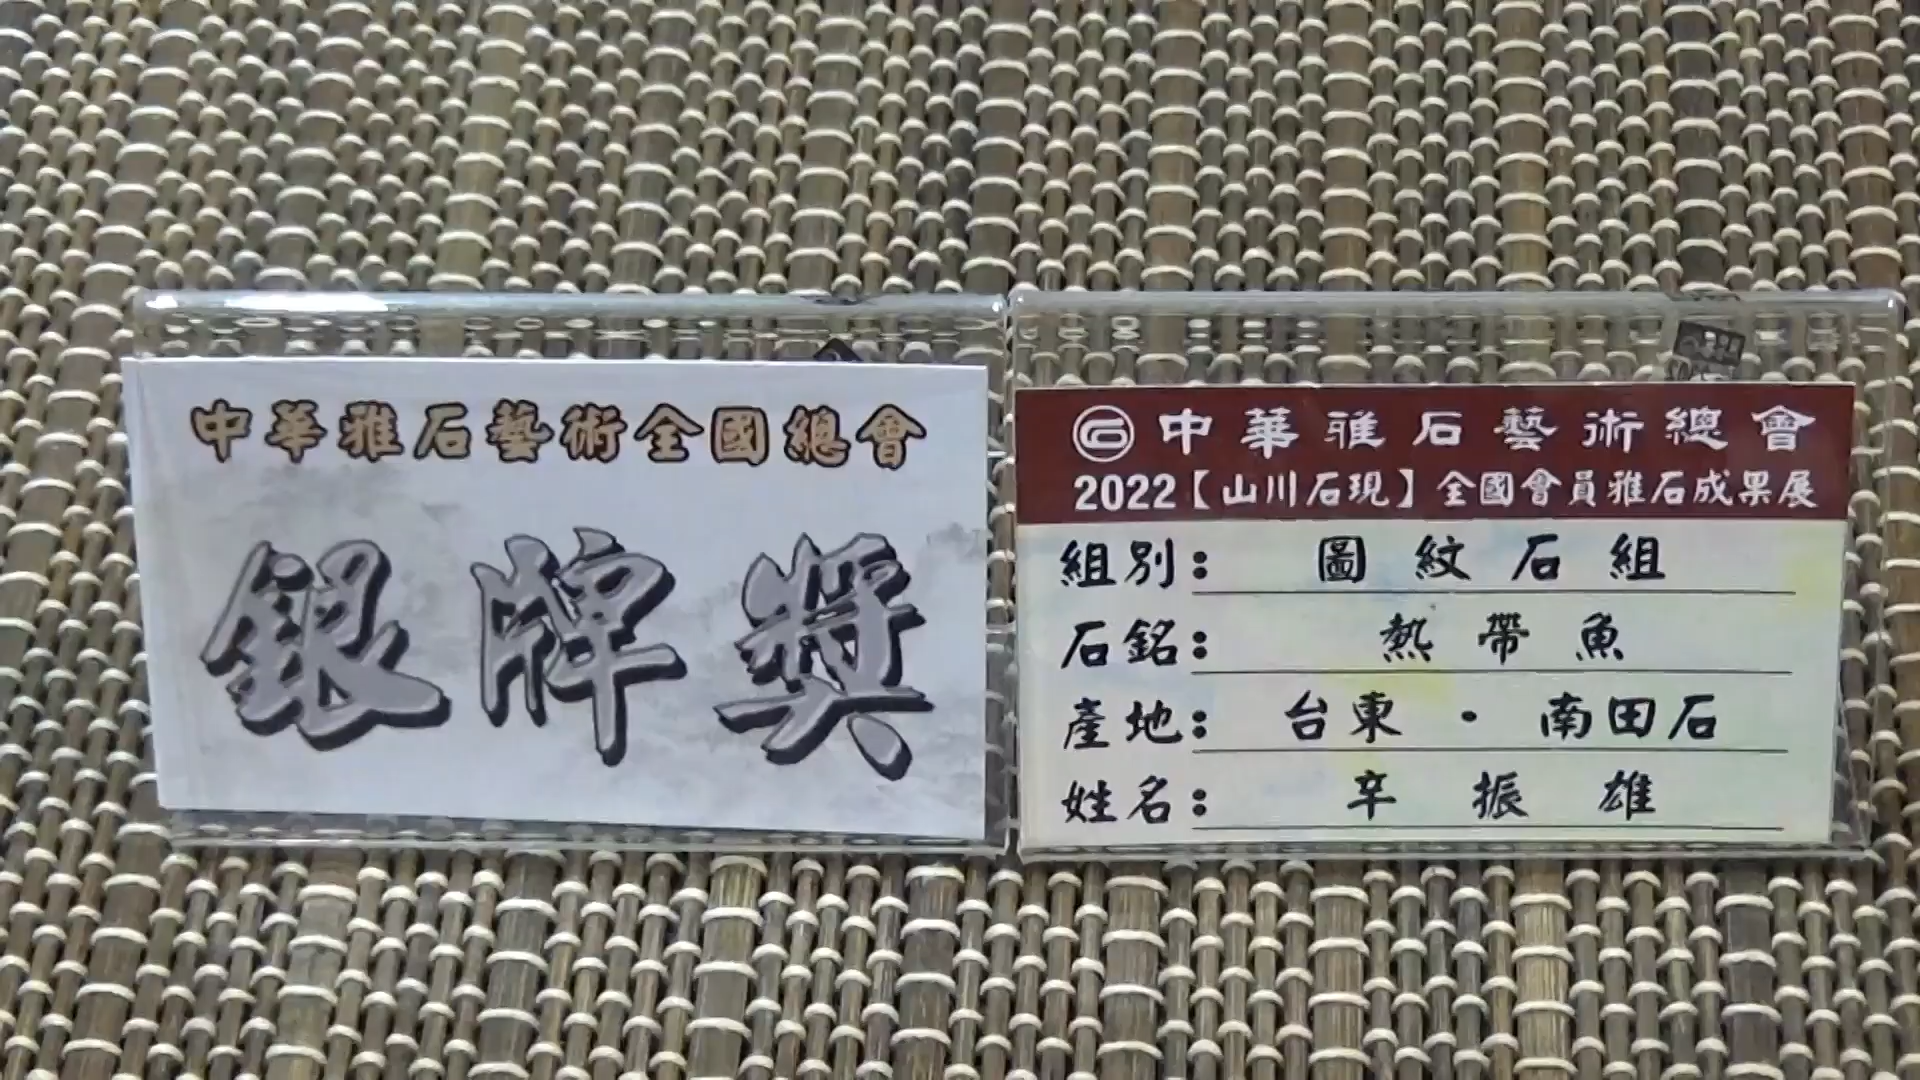 中華雅石藝術全國總會
銀牌獎
中華雅石藝術總會
2022【山川石現】全國會員雅石成果展
組別： 圖紋石組
石銘： 熱帶魚
產地： 台東・南田石
姓名： 辛振雄